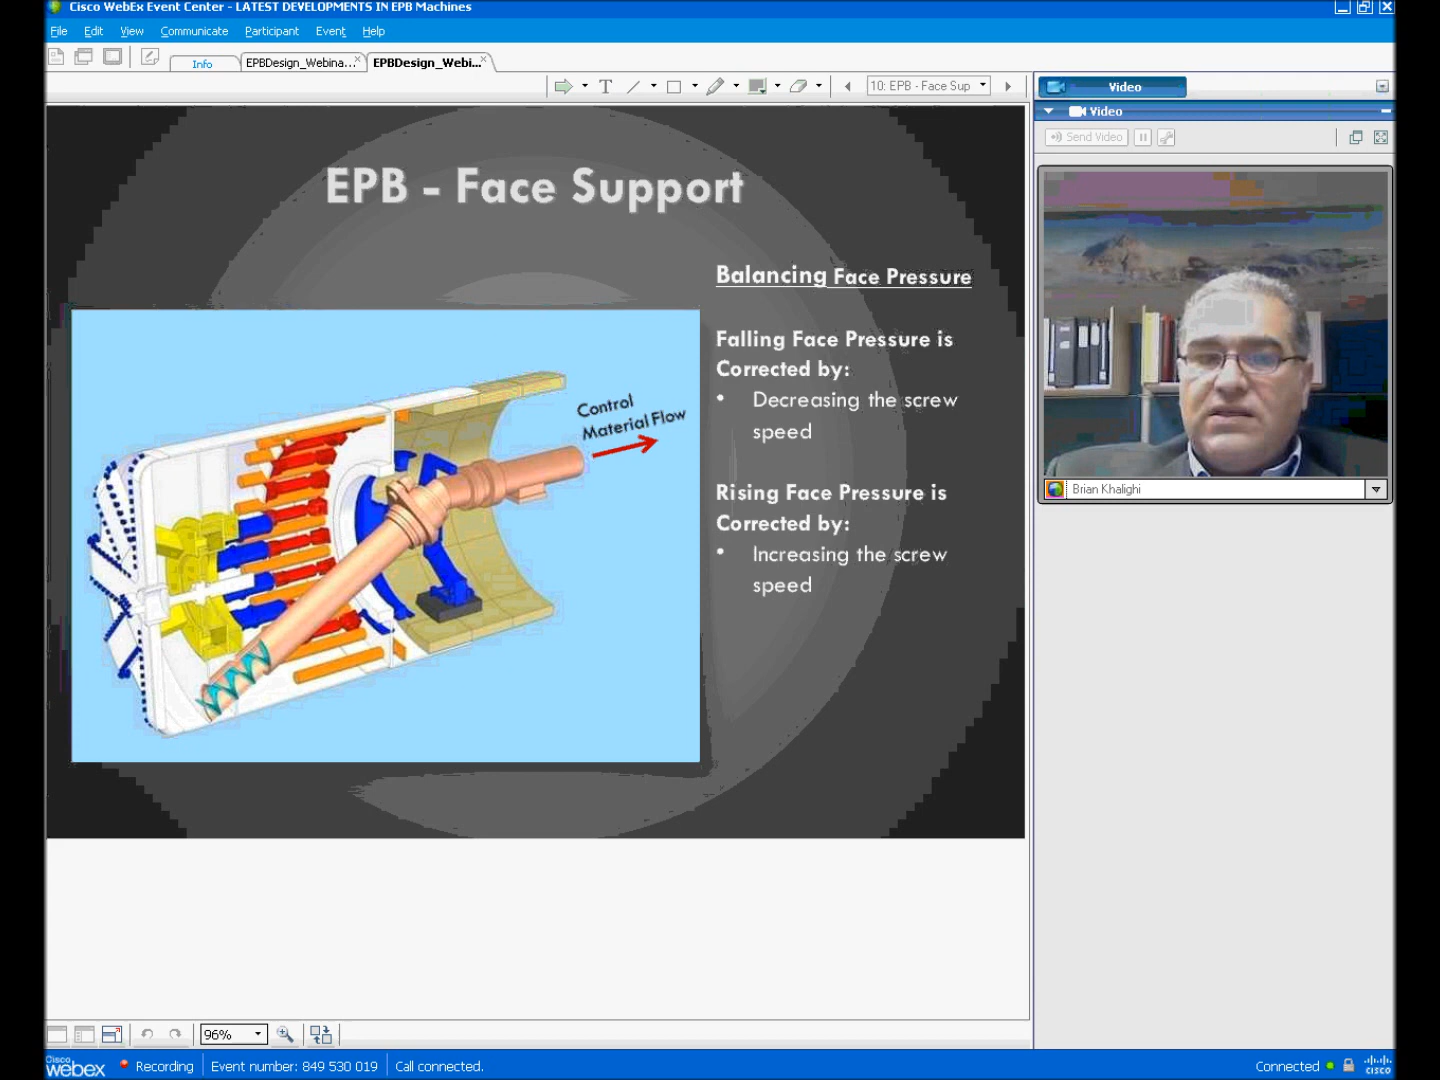 Cisco WebEx Event Center - LATEST DEVELOPMENTS IN EPB Machines
File Edit View Communicate Participant Event Help
Info
EPBDesign_Webina...
EPBDesign_Webi...
T
10: EPB - Face Sup
Video
Video
Send Video
EPB - Face Support
Balancing Face Pressure
Falling Face Pressure is
Corrected by:
• Decreasing the screw
speed
Rising Face Pressure is
Corrected by:
• Increasing the screw
speed
Control
Material Flow
Brian Khalighi
96%
Cisco
webex
Recording
Event number: 849 530 019
Call connected.
Connected
CISCO